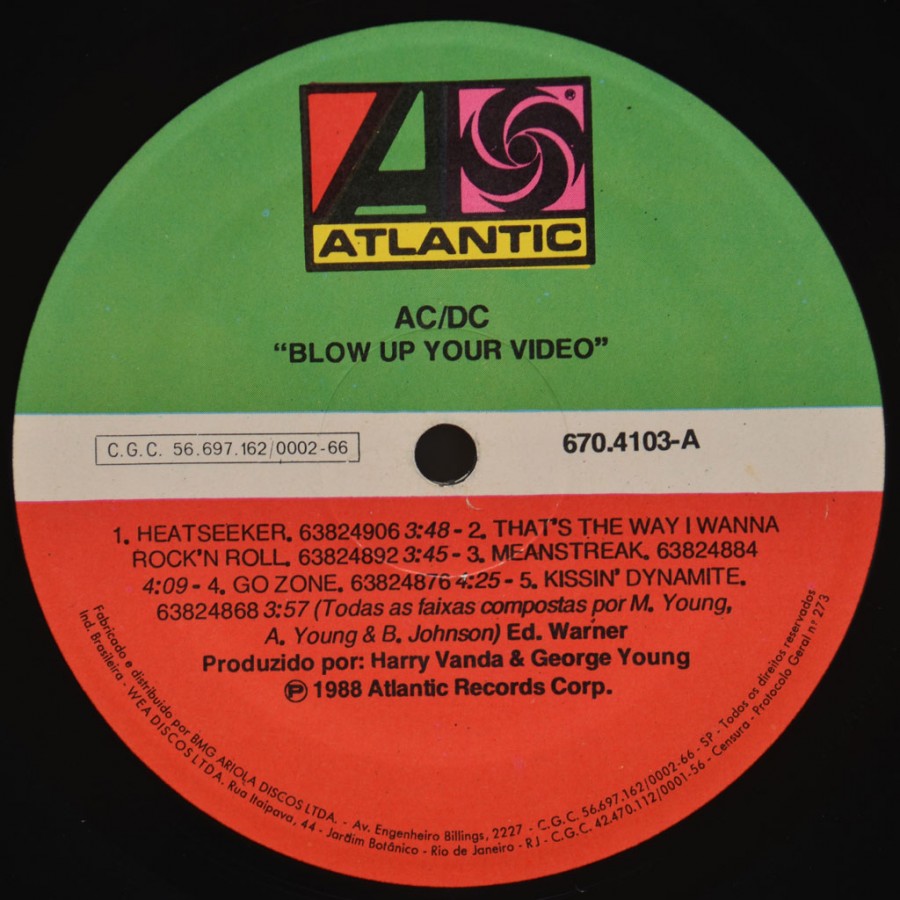 ATLANTIC
®
AC/DC
“BLOW UP YOUR VIDEO”
C.G.C. 56.697.162/0002-66
670.4103-A
1. HEATSEEKER. 63824906 3:48 - 2. THAT'S THE WAY I WANNA
ROCK'N ROLL. 63824892 3:45 - 3. MEANSTREAK. 63824884
4:09 - 4. GO ZONE. 63824876 4:25 - 5. KISSIN' DYNAMITE.
63824868 3:57 (Todas as faixas compostas por M. Young,
A. Young & B. Johnson) Ed. Warner
Produzido por: Harry Vanda & George Young
℗ 1988 Atlantic Records Corp.
Fabricado e distribuído por BMG ARIOLA DISCOS LTDA. - Av. Engenheiro Billings, 2227 - C.G.C. 56.697.162/0002-66 - SP - Todos os direitos reservados
Ind. Brasileira - WEA DISCOS LTDA. Rua Itaipava, 44 - Jardim Botânico - Rio de Janeiro - RJ - C.G.C. 42.470.112/0001-56 - Censura - Protocolo Geral nº 273